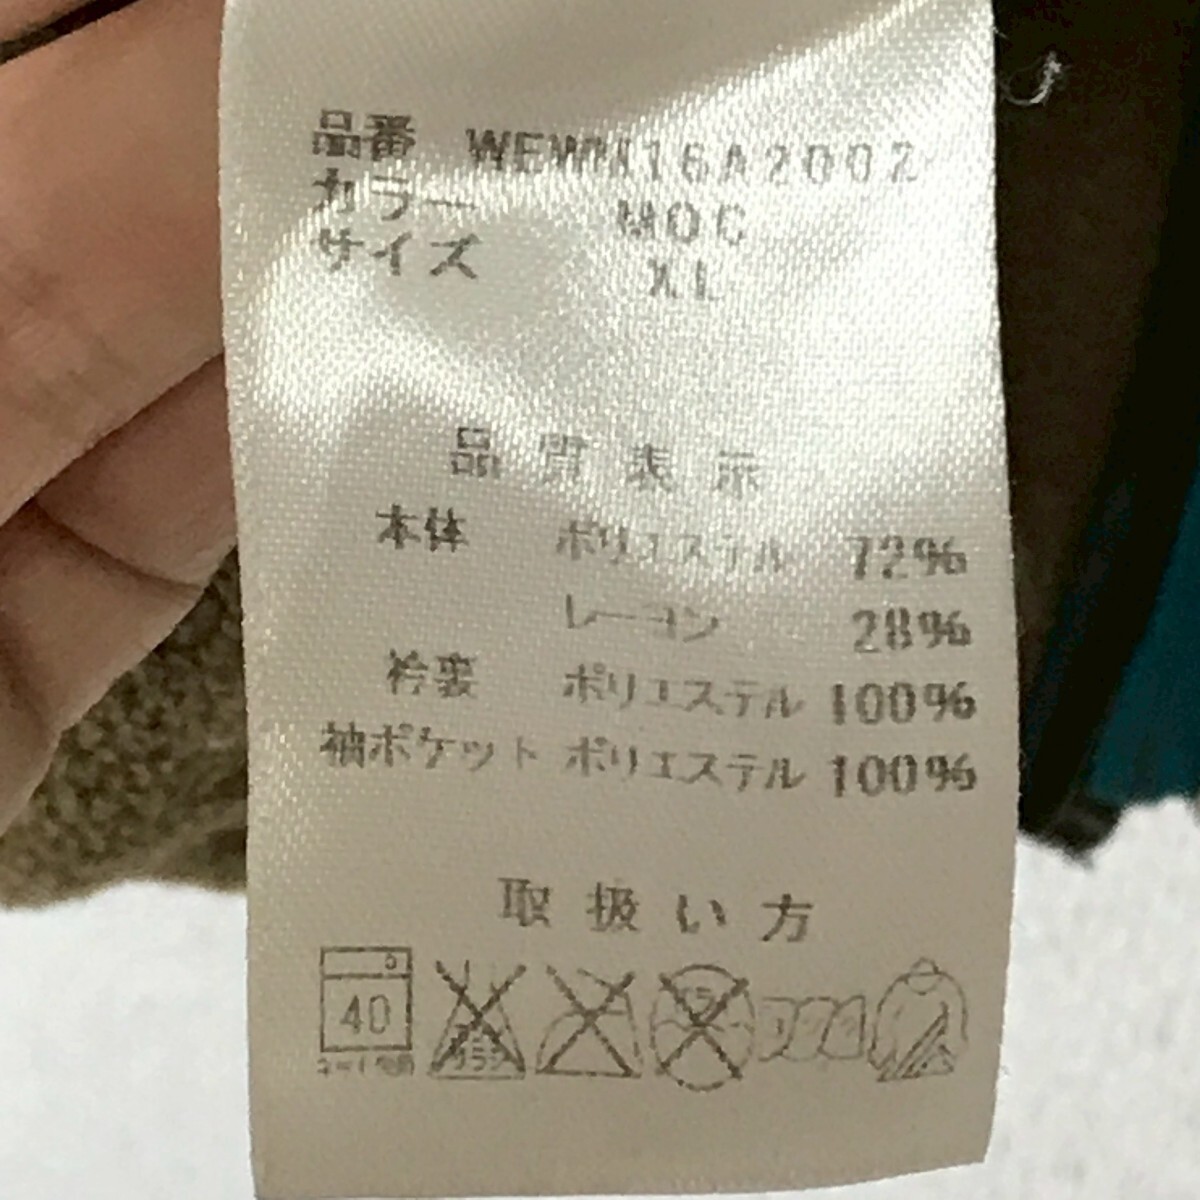 品番
カラー MOC
サイズ XL
品質表示
本体 ポリエステル 72%
レーヨン 28%
衿裏 ポリエステル 100%
袖ポケット ポリエステル 100%
取扱い方
40